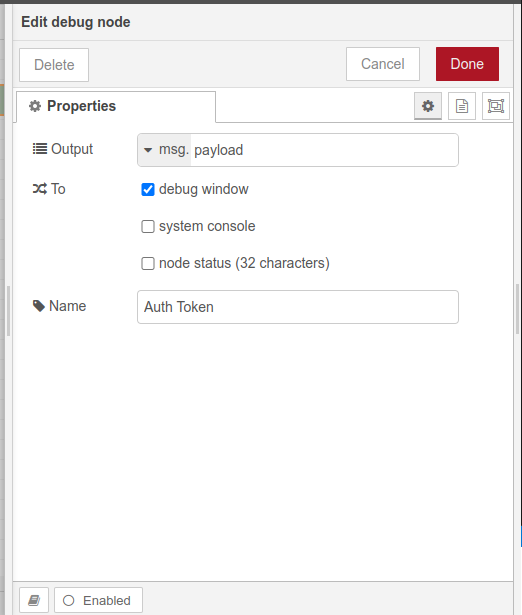 Edit debug node
Delete
Cancel
Done
Properties
Output
msg. payload
To
debug window
system console
node status (32 characters)
Name
Auth Token
Enabled